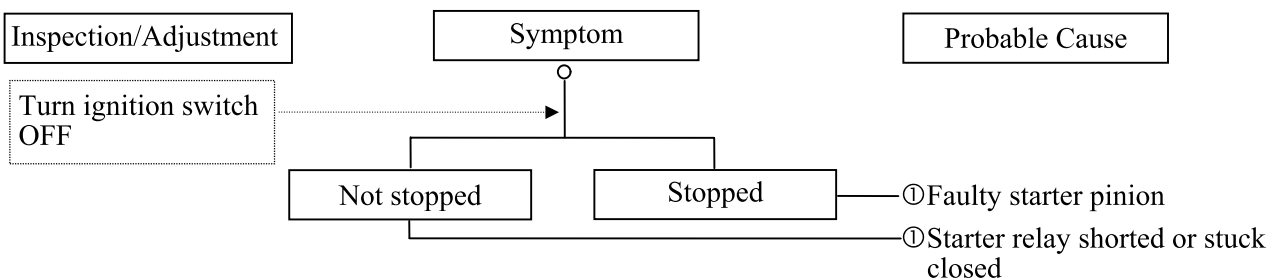 Inspection/Adjustment
Symptom
Probable Cause
Turn ignition switch
OFF
Not stopped
Stopped
①Faulty starter pinion
①Starter relay shorted or stuck
closed